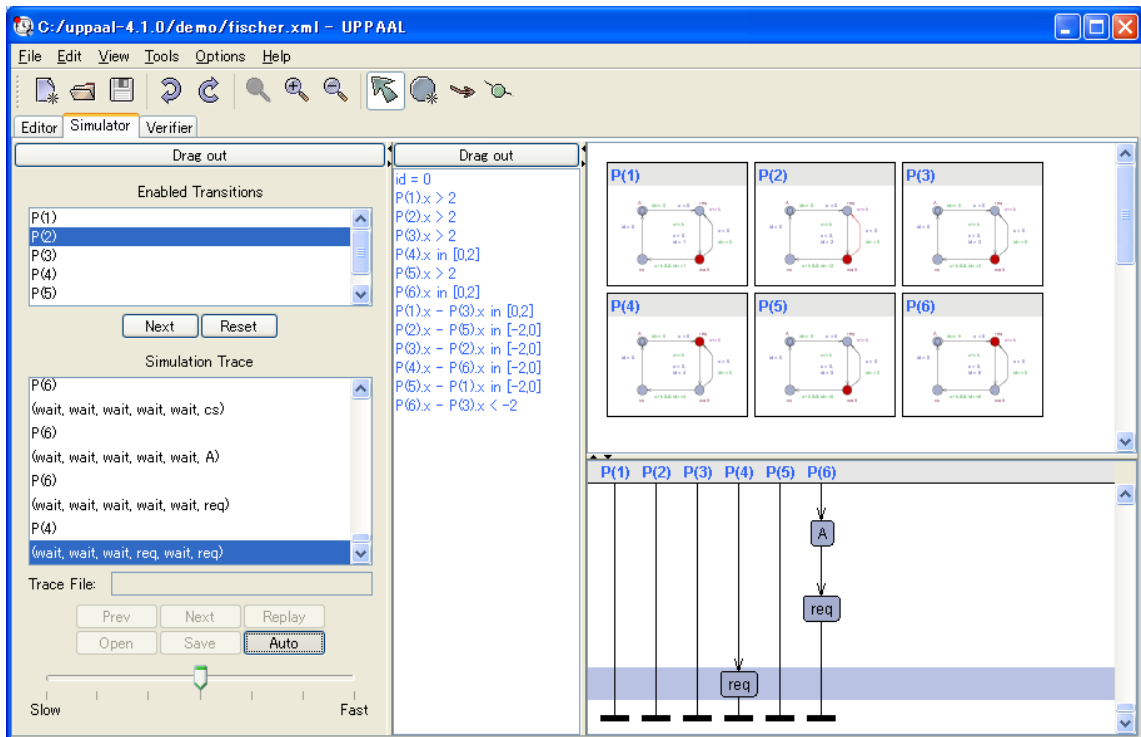 C:/uppaal-4.1.0/demo/fischer.xml - UPPAAL
File Edit View Tools Options Help
Editor Simulator Verifier
Drag out
Enabled Transitions
P(1)
P(2)
P(3)
P(4)
P(5)
Next Reset
Simulation Trace
P(6)
(wait, wait, wait, wait, wait, cs)
P(6)
(wait, wait, wait, wait, wait, A)
P(6)
(wait, wait, wait, wait, wait, req)
P(4)
(wait, wait, wait, req, wait, req)
Trace File:
Prev Next Replay
Open Save Auto
Slow Fast
Drag out
id = 0
P(1).x > 2
P(2).x > 2
P(3).x > 2
P(4).x in [0,2]
P(5).x > 2
P(6).x in [0,2]
P(1).x - P(3).x in [0,2]
P(2).x - P(5).x in [-2,0]
P(3).x - P(2).x in [-2,0]
P(4).x - P(6).x in [-2,0]
P(5).x - P(1).x in [-2,0]
P(6).x - P(3).x < -2
P(1) P(2) P(3)
P(4) P(5) P(6)
P(1) P(2) P(3) P(4) P(5) P(6)
A
req
req